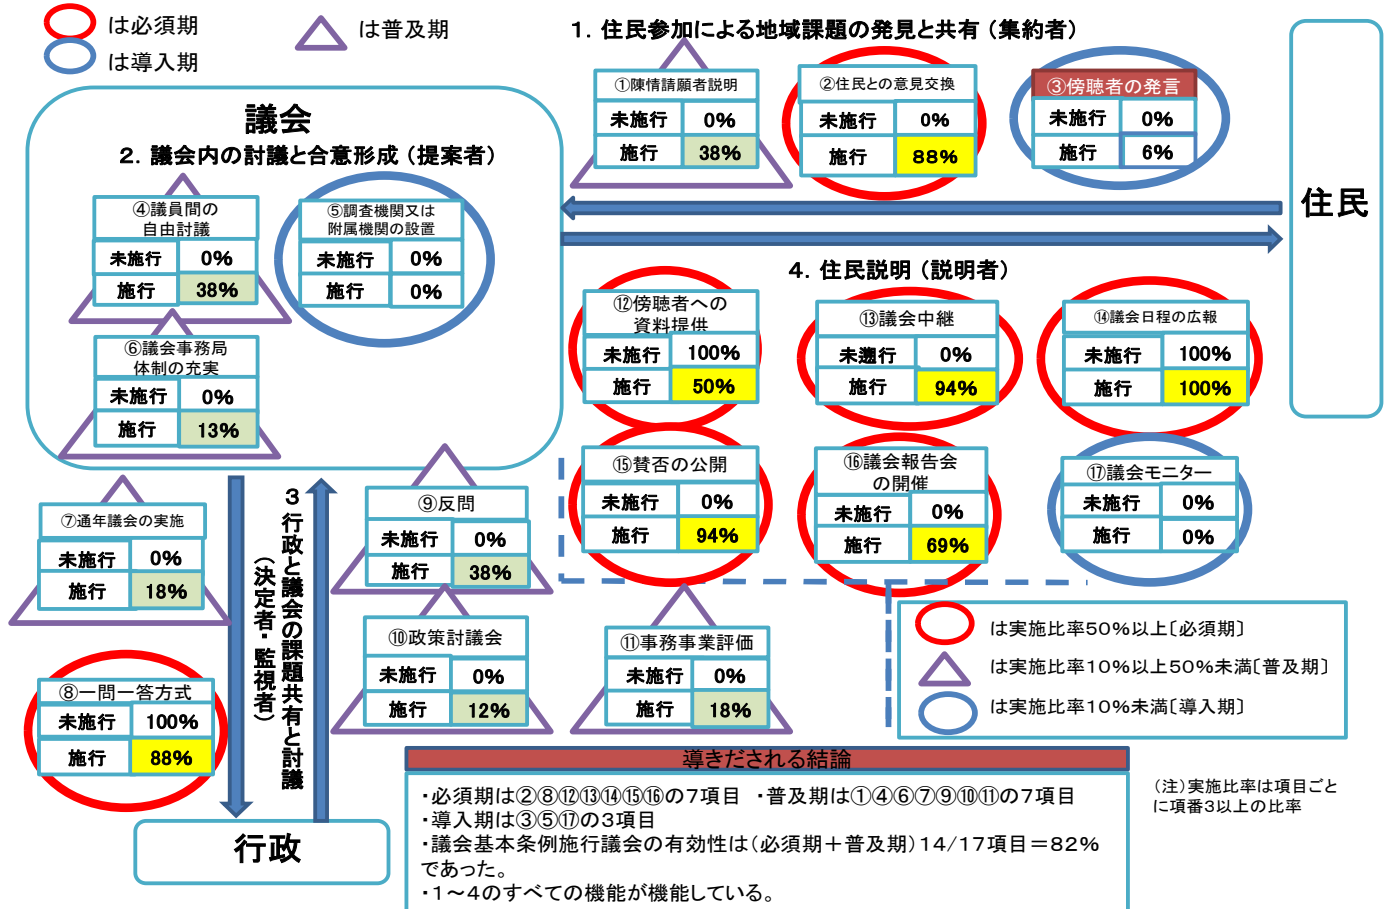 は必須期
は普及期
は導入期
1．住民参加による地域課題の発見と共有（集約者）
①陳情請願者説明
未施行 0%
施行 38%
②住民との意見交換
未施行 0%
施行 88%
③傍聴者の発言
未施行 0%
施行 6%
住民
議会
2．議会内の討議と合意形成（提案者）
④議員間の
自由討議
未施行 0%
施行 38%
⑤調査機関又は
附属機関の設置
未施行 0%
施行 0%
⑥議会事務局
体制の充実
未施行 0%
施行 13%
4．住民説明（説明者）
⑫傍聴者への
資料提供
未施行 100%
施行 50%
⑬議会中継
未遡行 0%
施行 94%
⑭議会日程の広報
未施行 100%
施行 100%
⑮賛否の公開
未施行 0%
施行 94%
⑯議会報告会
の開催
未施行 0%
施行 69%
⑰議会モニター
未施行 0%
施行 0%
3 行政と議会の課題共有と討議
（決定者・監視者）
⑦通年議会の実施
未施行 0%
施行 18%
⑧一問一答方式
未施行 100%
施行 88%
⑨反問
未施行 0%
施行 38%
⑩政策討議会
未施行 0%
施行 12%
⑪事務事業評価
未施行 0%
施行 18%
は実施比率50%以上〔必須期〕
は実施比率10%以上50%未満〔普及期〕
は実施比率10%未満〔導入期〕
行政
導きだされる結論
・必須期は②⑧⑫⑬⑭⑮⑯の7項目 ・普及期は①④⑥⑦⑨⑩⑪の7項目
・導入期は③⑤⑰の3項目
・議会基本条例施行議会の有効性は（必須期＋普及期）14/17項目＝82%
であった。
・1～4のすべての機能が機能している。
（注）実施比率は項目ごと
に項番3以上の比率